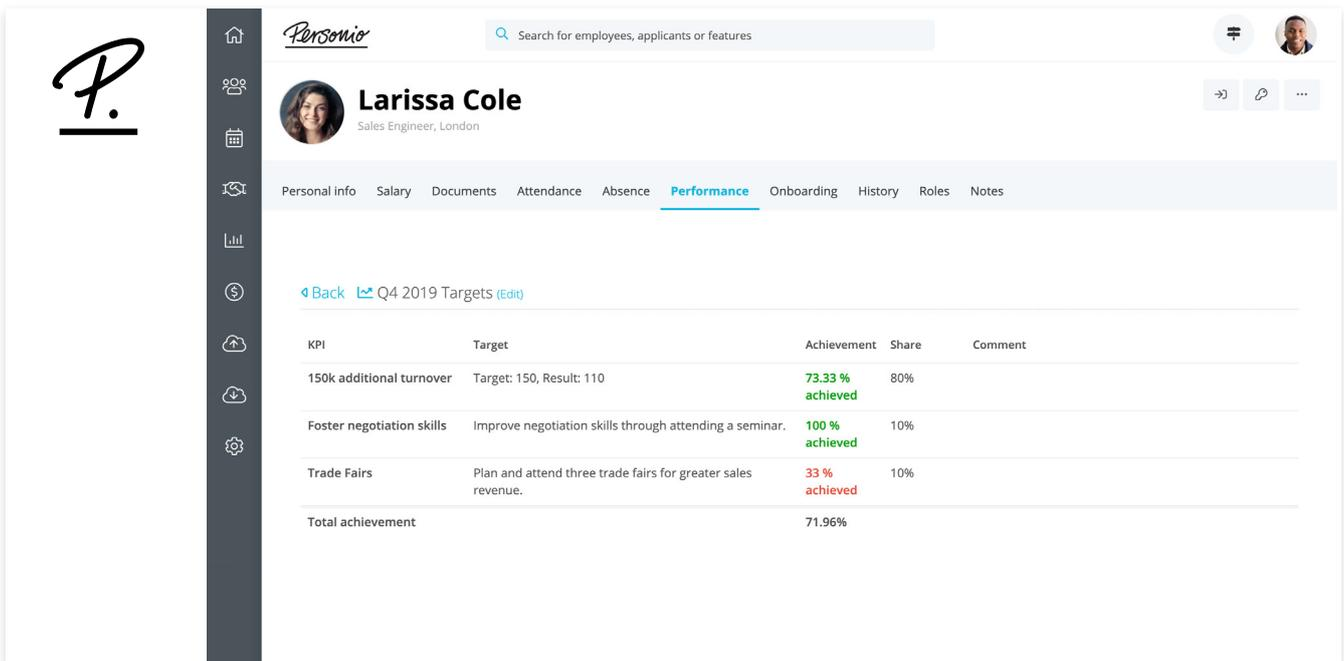 P.
Personio
Search for employees, applicants or features
Larissa Cole
Sales Engineer, London
Personal info Salary Documents Attendance Absence Performance Onboarding History Roles Notes
Back Q4 2019 Targets (Edit)
KPI Target Achievement Share Comment
150k additional turnover Target: 150, Result: 110 73.33 % 80%
achieved
Foster negotiation skills Improve negotiation skills through attending a seminar. 100 % 10%
achieved
Trade Fairs Plan and attend three trade fairs for greater sales 33 % 10%
revenue. achieved
Total achievement 71.96%